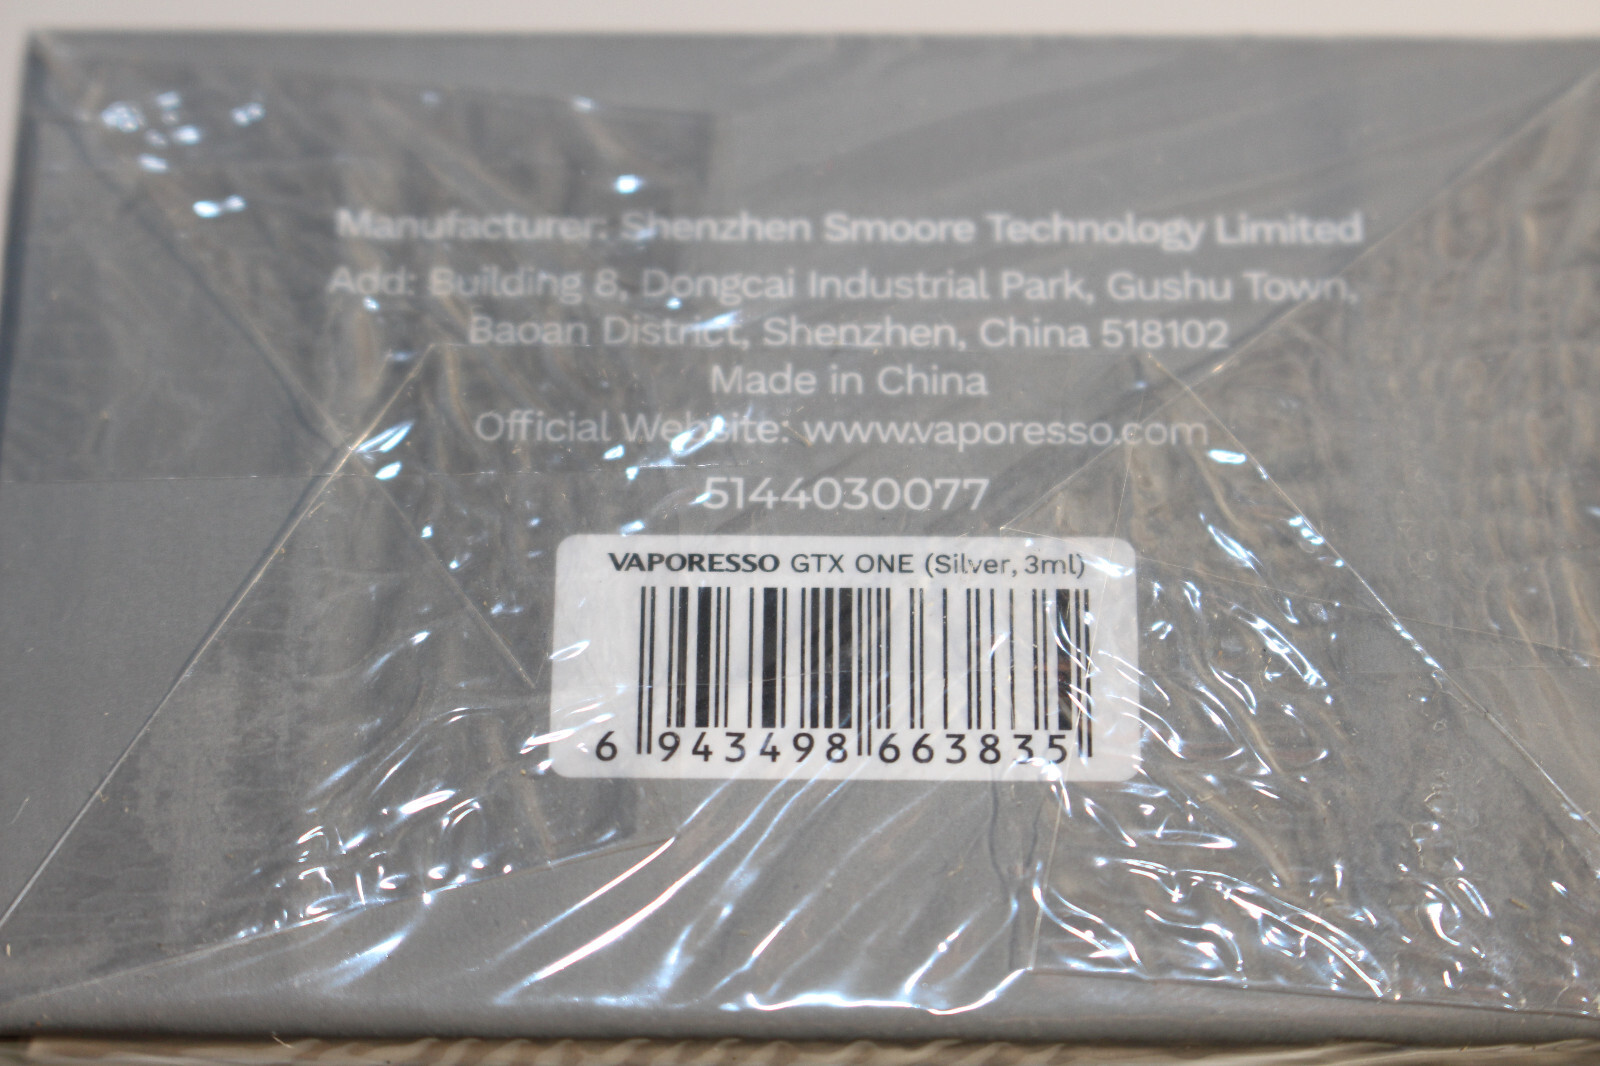 Manufacturer: Shenzhen Smoore Technology Limited
Add: Building 8, Dongcai Industrial Park, Gushu Town,
Baoan District, Shenzhen, China 518102
Made in China
Official Website: www.vaporesso.com
5144030077
VAPORESSO GTX ONE (Silver, 3ml)
6 943498 663835